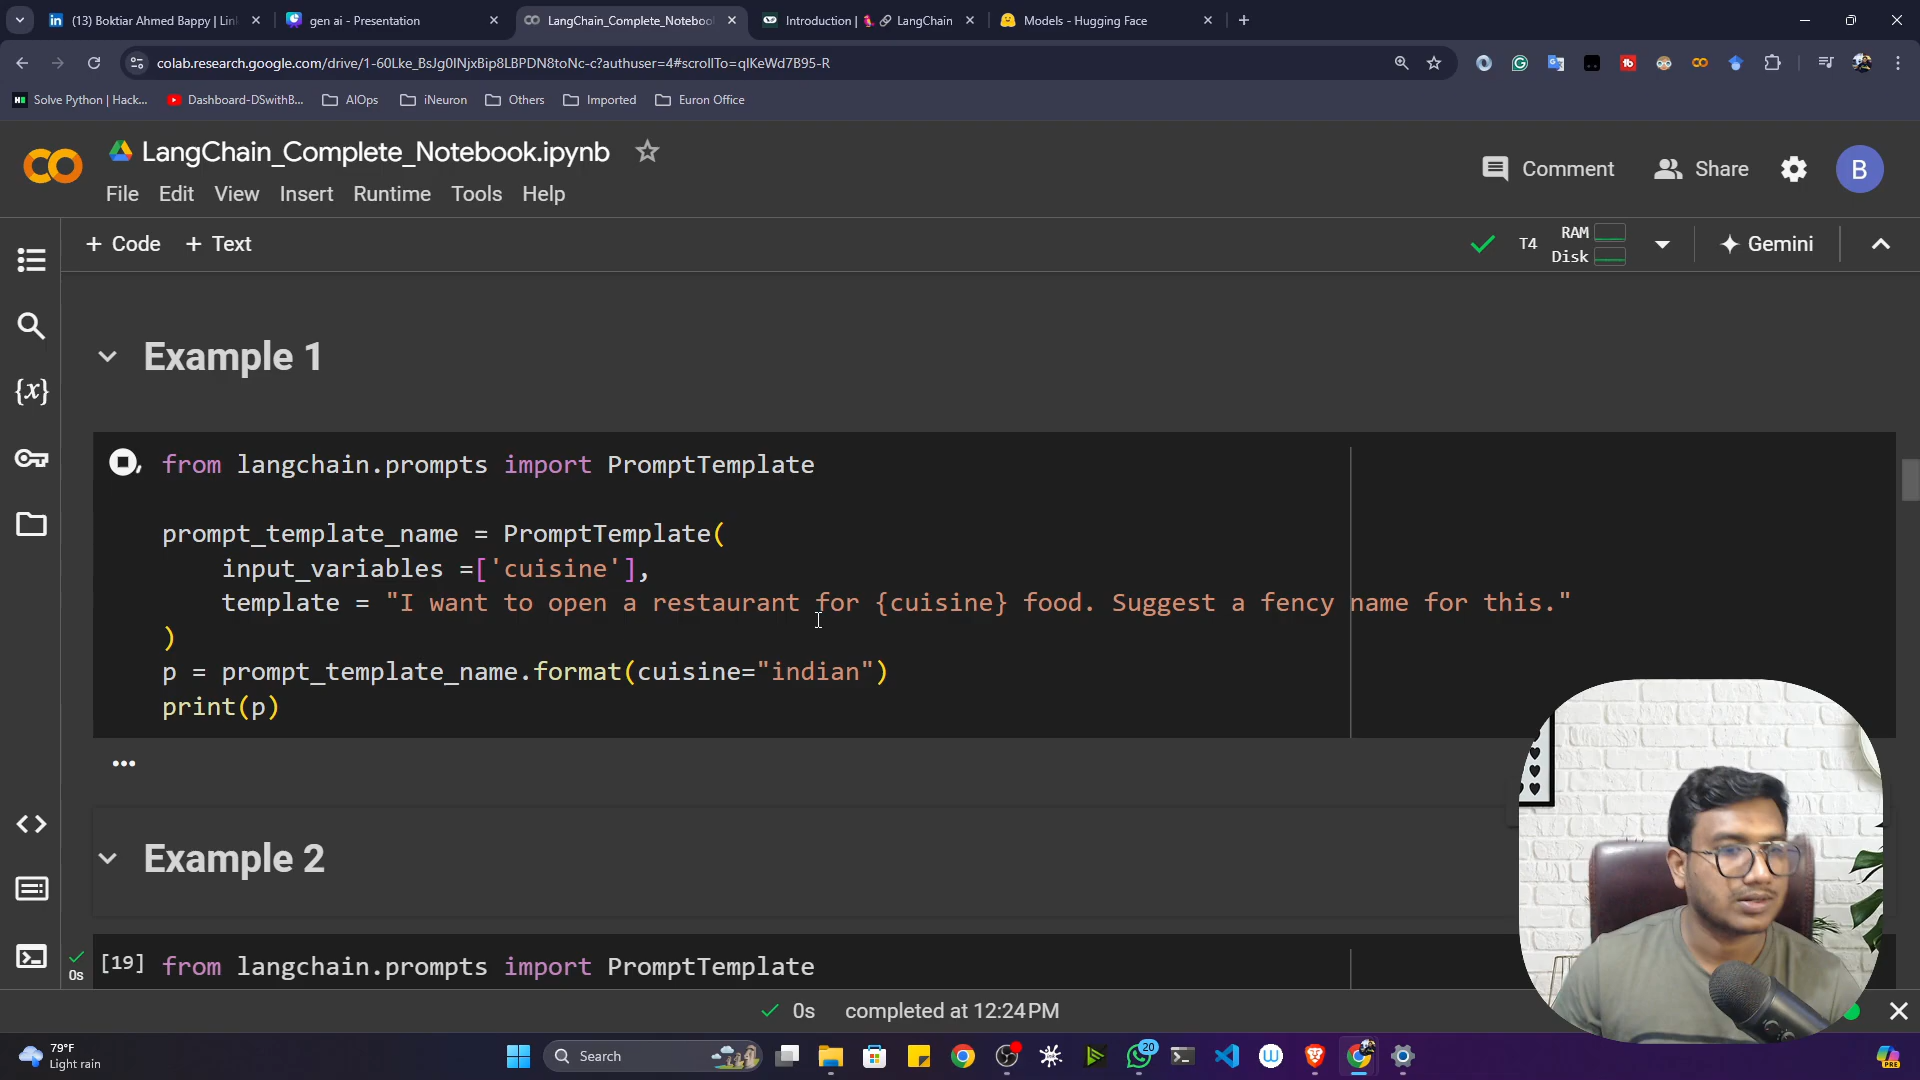 (13) Boktiar Ahmed Bappy | Lin
gen ai - Presentation
LangChain_Complete_Noteboo
Introduction | LangChain
Models - Hugging Face
colab.research.google.com/drive/1-60Lke_BsJg0INjxBip8LBPDN8toNc-c?authuser=4#scrollTo=qIKeWd7B95-R
Solve Python | Hack...
Dashboard-DSwithB...
AIOps
iNeuron
Others
Imported
Euron Office
LangChain_Complete_Notebook.ipynb
Comment
Share
B
File Edit View Insert Runtime Tools Help
+ Code + Text
T4
RAM
Disk
Gemini
Example 1
from langchain.prompts import PromptTemplate
prompt_template_name = PromptTemplate(
input_variables =['cuisine'],
template = "I want to open a restaurant for {cuisine} food. Suggest a fency name for this."
)
p = prompt_template_name.format(cuisine="indian")
print(p)
Example 2
[19] from langchain.prompts import PromptTemplate
0s
0s completed at 12:24 PM
79°F
Light rain
Search
20
PRE